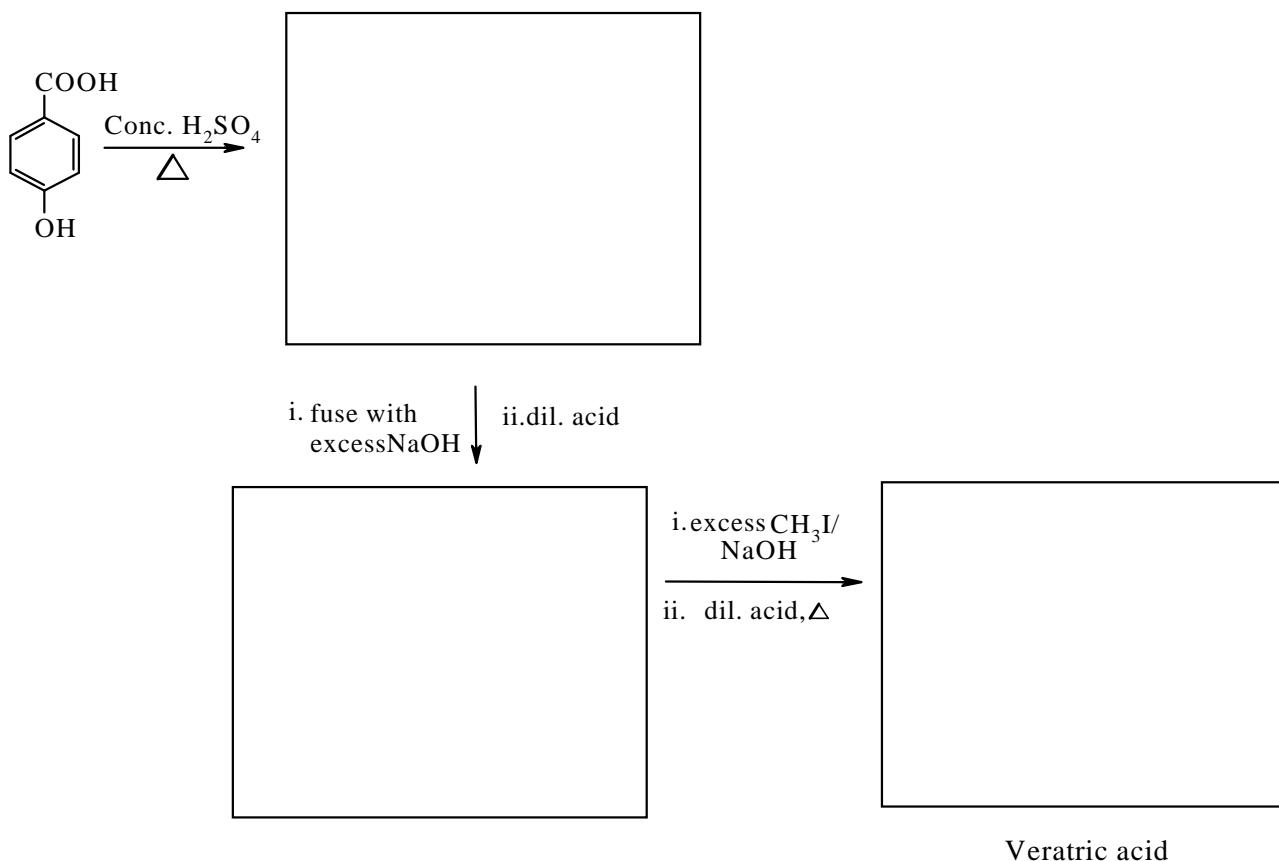 COOH
Conc. H2SO4
△
OH
i. fuse with
excessNaOH
ii.dil. acid
i.excess CH3I/
NaOH
ii. dil. acid,△
Veratric acid